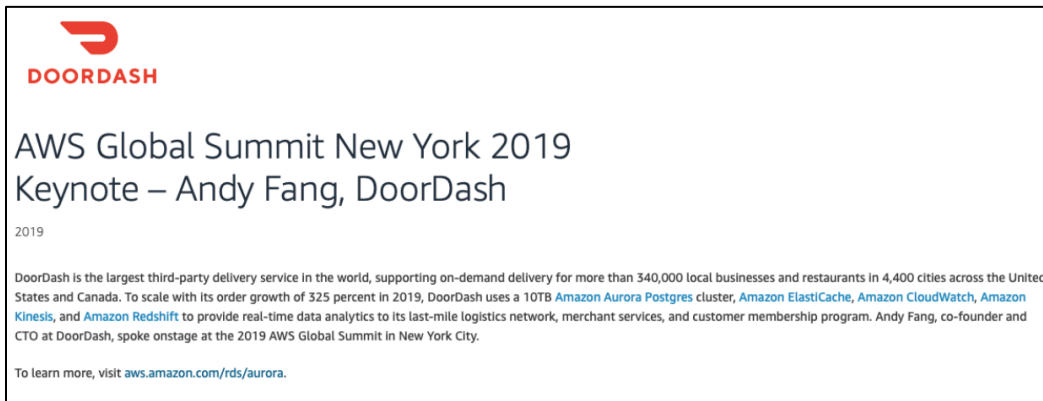 DOORDASH
AWS Global Summit New York 2019
Keynote – Andy Fang, DoorDash
2019
DoorDash is the largest third-party delivery service in the world, supporting on-demand delivery for more than 340,000 local businesses and restaurants in 4,400 cities across the United
States and Canada. To scale with its order growth of 325 percent in 2019, DoorDash uses a 10TB Amazon Aurora Postgres cluster, Amazon ElastiCache, Amazon CloudWatch, Amazon
Kinesis, and Amazon Redshift to provide real-time data analytics to its last-mile logistics network, merchant services, and customer membership program. Andy Fang, co-founder and
CTO at DoorDash, spoke onstage at the 2019 AWS Global Summit in New York City.
To learn more, visit aws.amazon.com/rds/aurora.